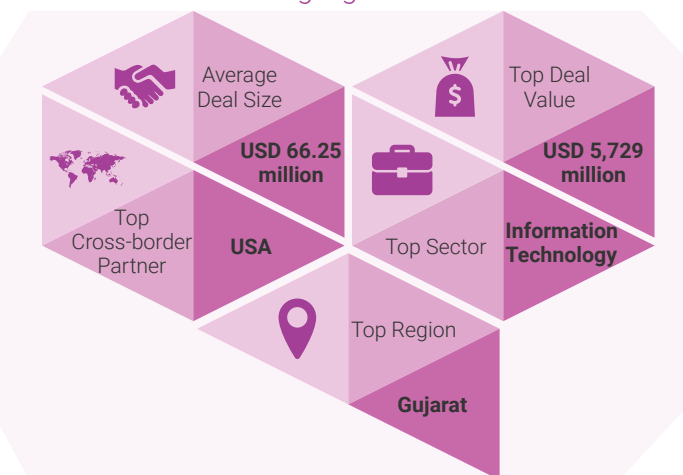 Average
Deal Size
USD 66.25
million
Top Deal
Value
USD 5,729
million
Top
Cross-border
Partner
USA
Top Sector
Information
Technology
Top Region
Gujarat
$